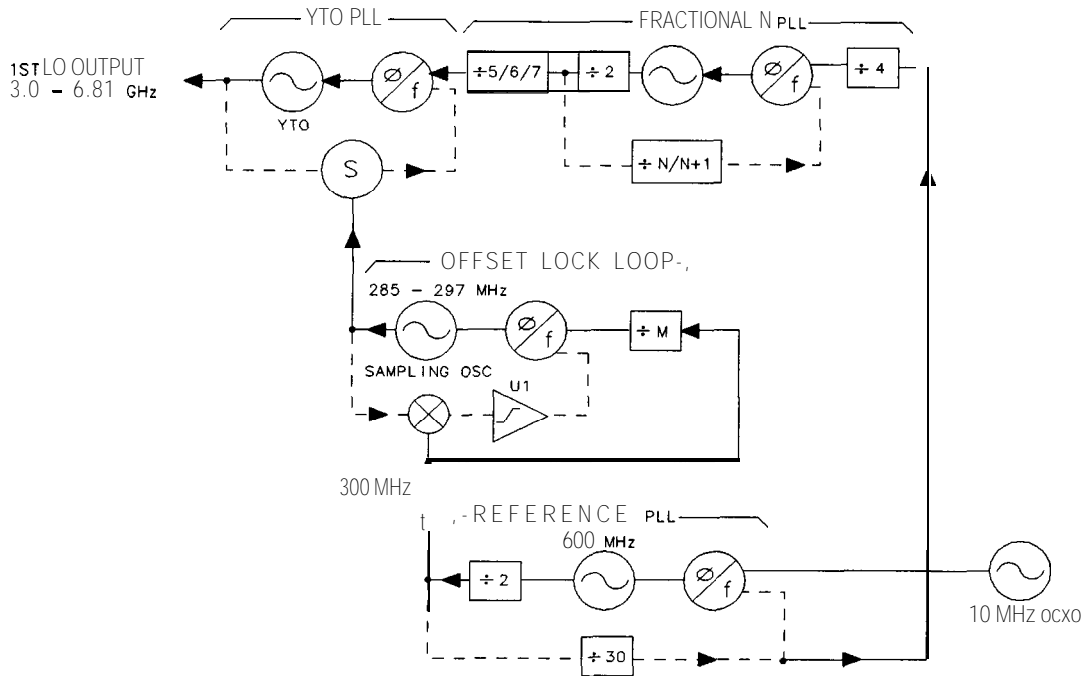 YTO PLL
FRACTIONAL N PLL
1ST LO OUTPUT
3.0 – 6.81 GHz
÷5/6/7
÷ 2
∅/f
∅/f
÷ 4
YTO
÷ N/N+1
S
OFFSET LOCK LOOP-,
285 – 297 MHz
∅/f
÷ M
SAMPLING OSC
U1
300 MHz
t ,-REFERENCE PLL
600 MHz
÷ 2
∅/f
10 MHz OCXO
÷30